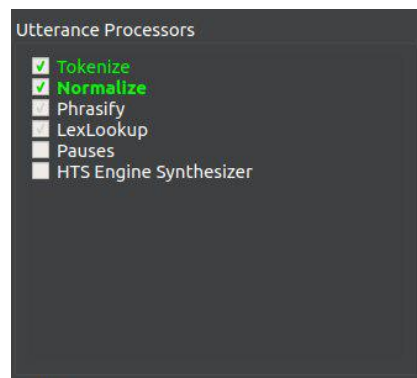 Utterance Processors
Tokenize
Normalize
Phrasify
LexLookup
Pauses
HTS Engine Synthesizer